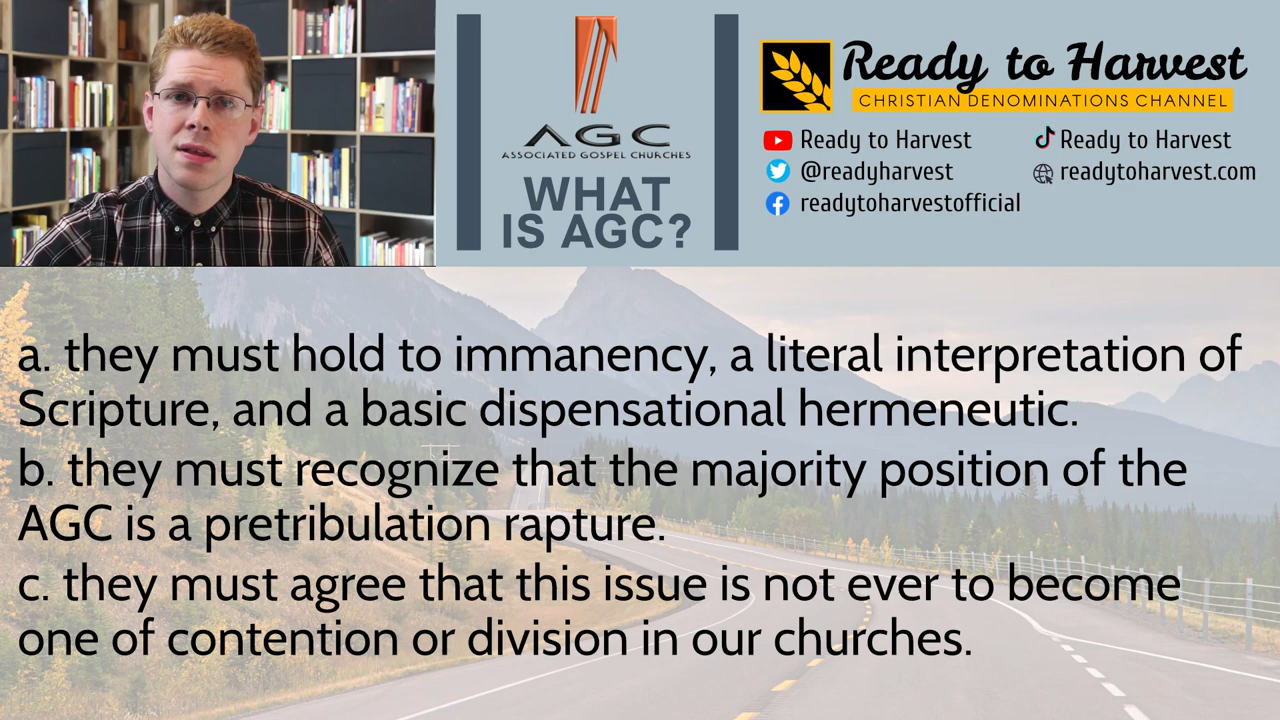 AGC
ASSOCIATED GOSPEL CHURCHES
WHAT
IS AGC?
Ready to Harvest
CHRISTIAN DENOMINATIONS CHANNEL
Ready to Harvest
Ready to Harvest
@readyharvest
readytoharvest.com
readytoharvestofficial
a. they must hold to immanency, a literal interpretation of
Scripture, and a basic dispensational hermeneutic.
b. they must recognize that the majority position of the
AGC is a pretribulation rapture.
c. they must agree that this issue is not ever to become
one of contention or division in our churches.